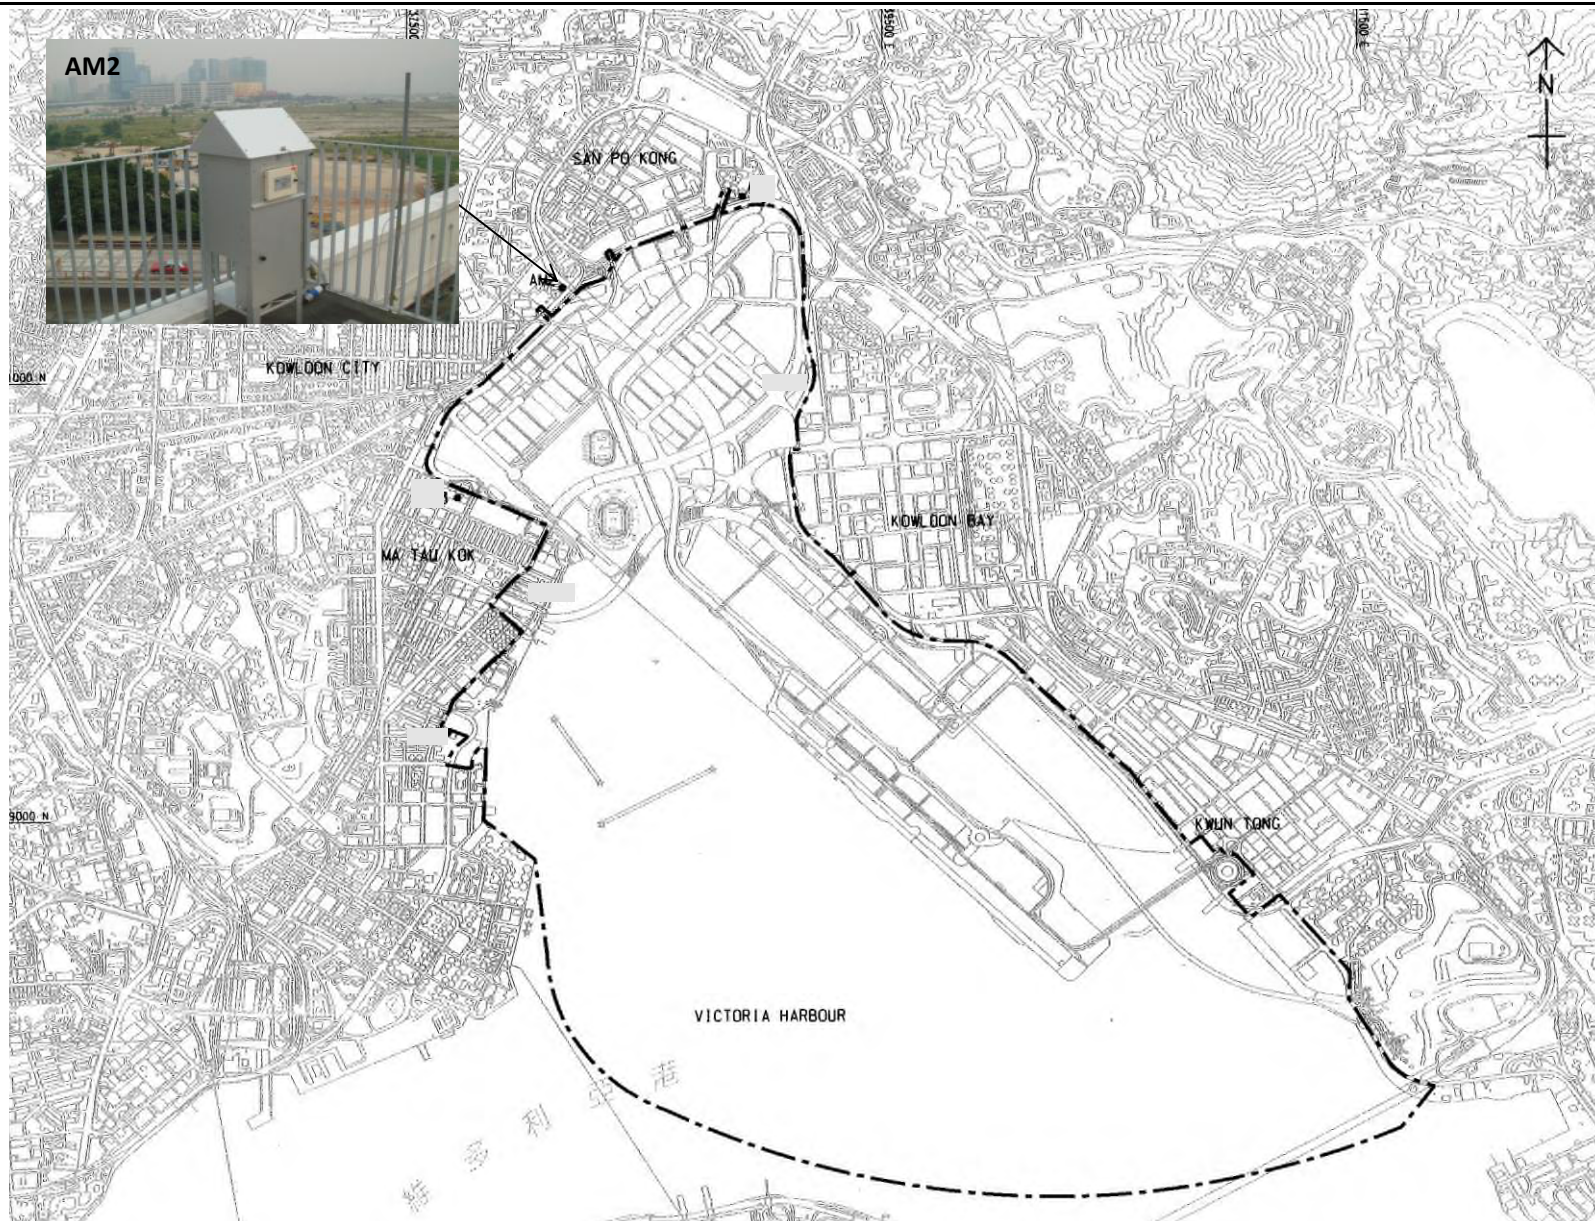 AM2
N
SAN PO KONG
KOWLOON CITY
KOWLOON BAY
MA TAU KOK
9000 N
KWUN TONG
VICTORIA HARBOUR
維多利亞港